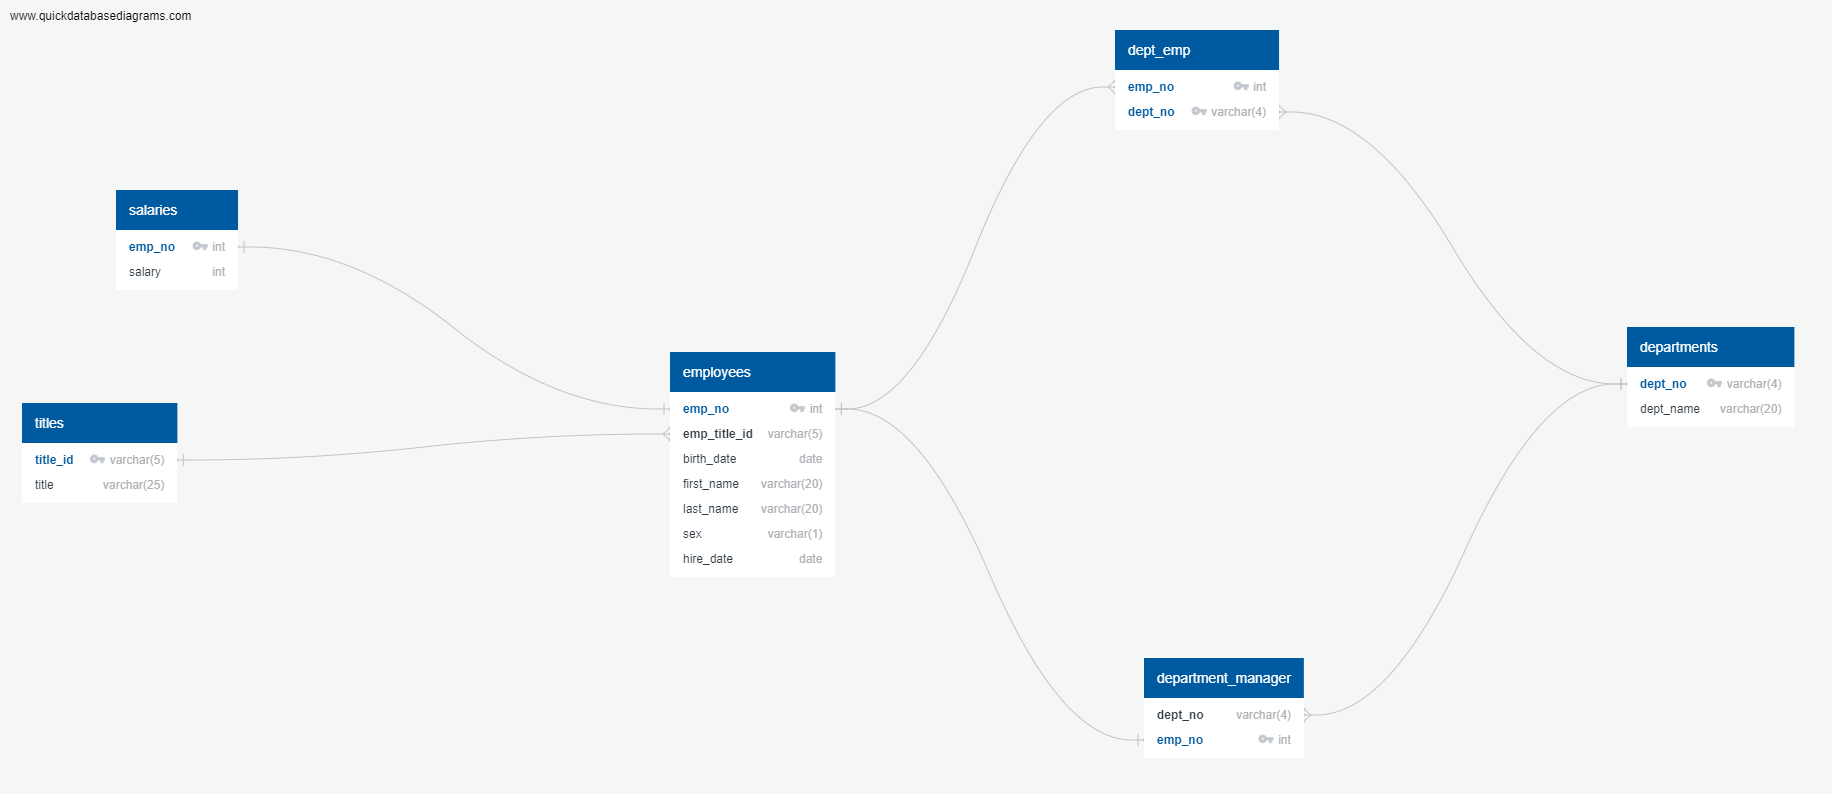 www.quickdatabasediagrams.com
dept_emp
emp_no int
dept_no varchar(4)
salaries
emp_no int
salary int
employees
emp_no int
emp_title_id varchar(5)
birth_date date
first_name varchar(20)
last_name varchar(20)
sex varchar(1)
hire_date date
titles
title_id varchar(5)
title varchar(25)
departments
dept_no varchar(4)
dept_name varchar(20)
department_manager
dept_no varchar(4)
emp_no int